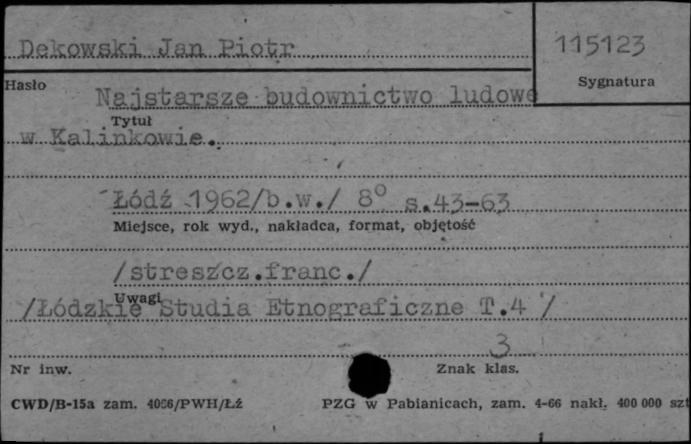 Dekowski Jan Piotr
115123
Hasło
Sygnatura
Najstarsze budownictwo ludowe
Tytuł
w Kalinkowie.
Łódź 1962/b.w./ 8° s.43-63
Miejsce, rok wyd., nakładca, format, objętość
/streszcz.franc./
Uwagi
/Łódzkie Studia Etnograficzne T.4 /
3
Nr inw.
Znak klas.
CWD/B-15a zam. 4056/PWH/Łź
PZG w Pabianicach, zam. 4-66 nakł. 400 000 szt